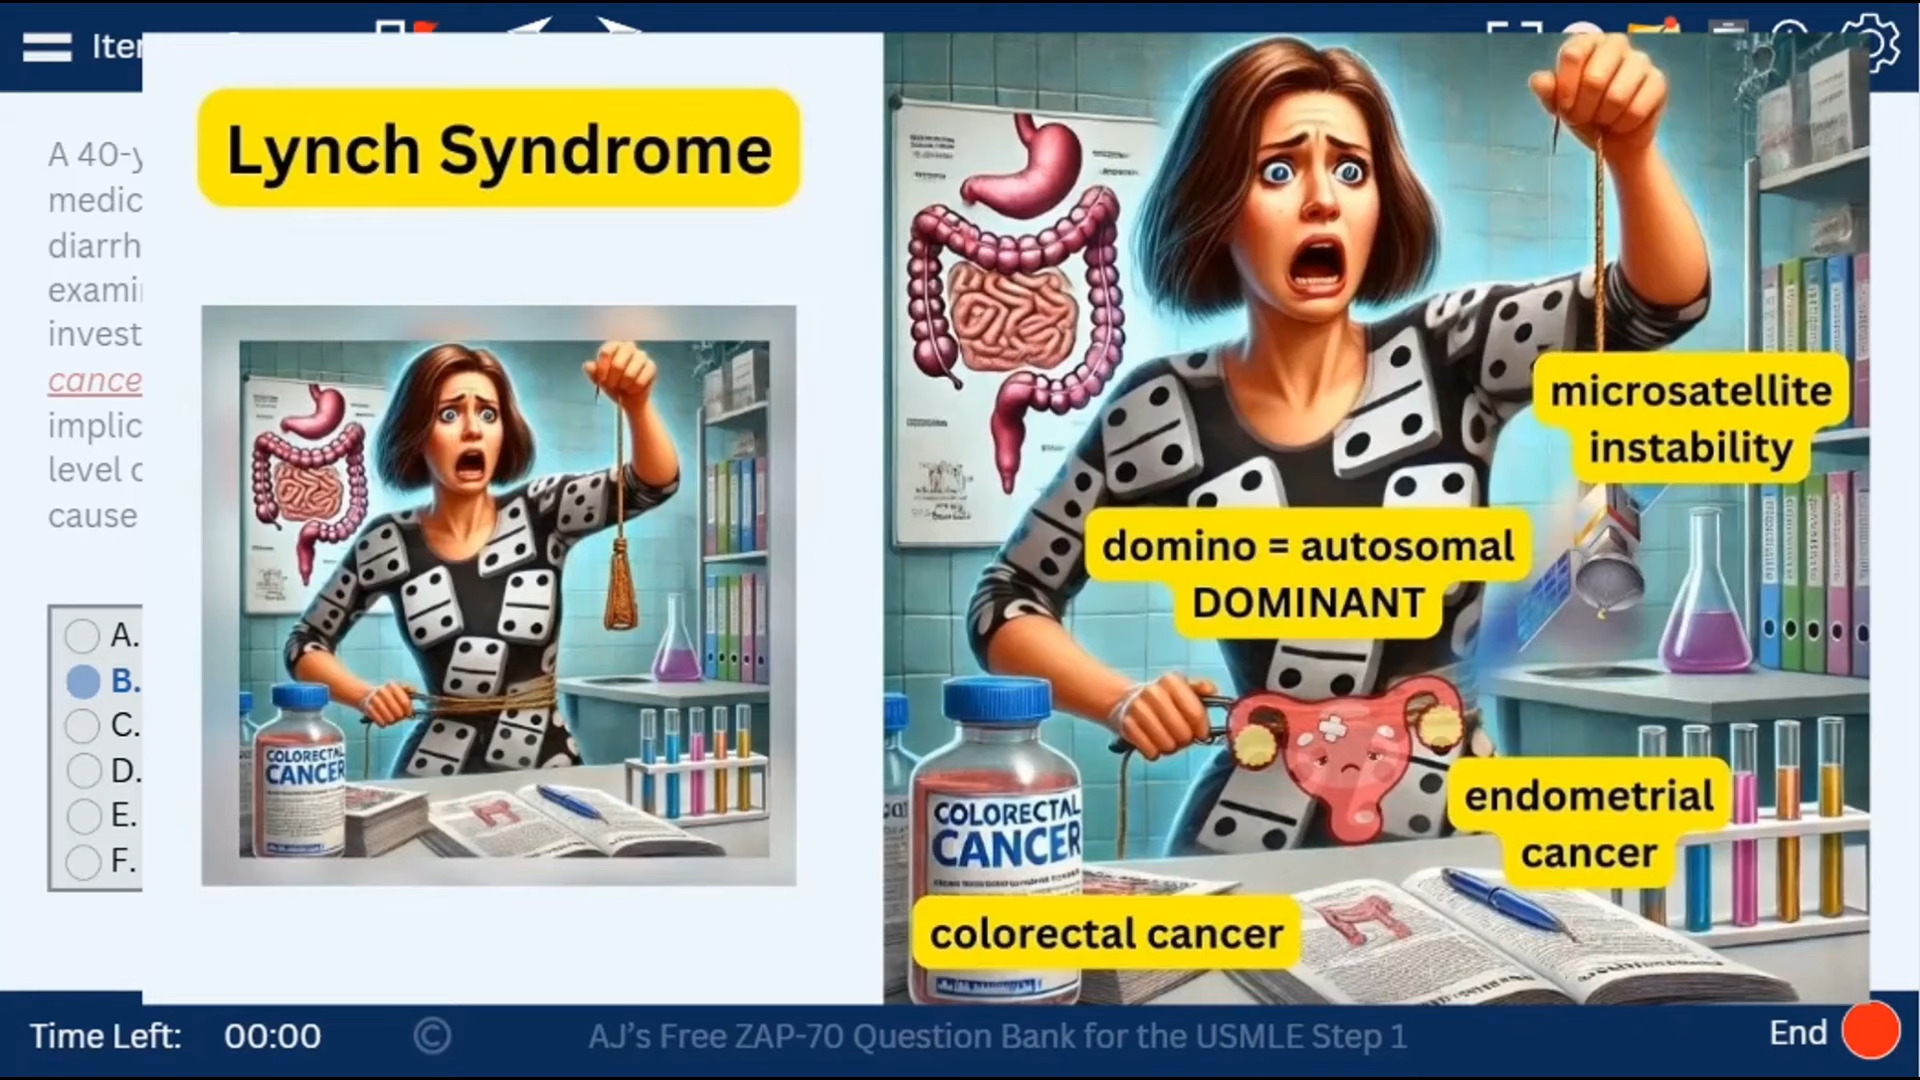 Iter
A 40-y
medic
diarrh
exami
invest
cance
implic
level c
cause
A.
B.
C.
D.
E.
F.
Lynch Syndrome
COLORECTAL
CANCER
microsatellite
instability
domino = autosomal
DOMINANT
endometrial
cancer
COLORECTAL
CANCER
colorectal cancer
Time Left: 00:00
© AJ's Free ZAP-70 Question Bank for the USMLE Step 1
End